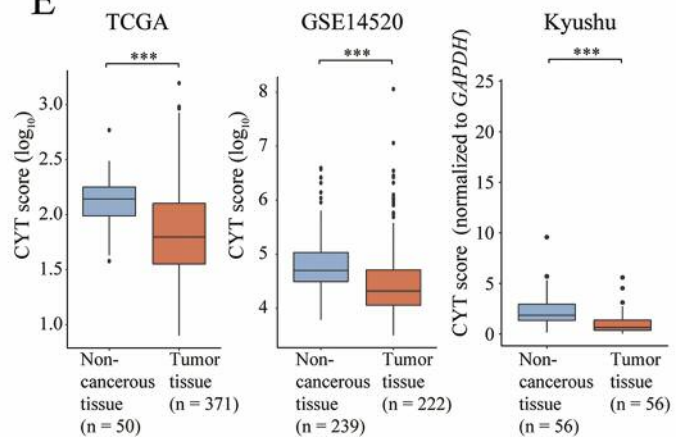 E
TCGA
***
CYT score (log10)
3.0
2.5
2.0
1.5
1.0
Non-
cancerous
tissue
(n = 50)
Tumor
tissue
(n = 371)
GSE14520
***
CYT score (log10)
8
7
6
5
4
Non-
cancerous
tissue
(n = 239)
Tumor
tissue
(n = 222)
Kyushu
***
CYT score (normalized to GAPDH)
25
20
15
10
5
0
Non-
cancerous
tissue
(n = 56)
Tumor
tissue
(n = 56)